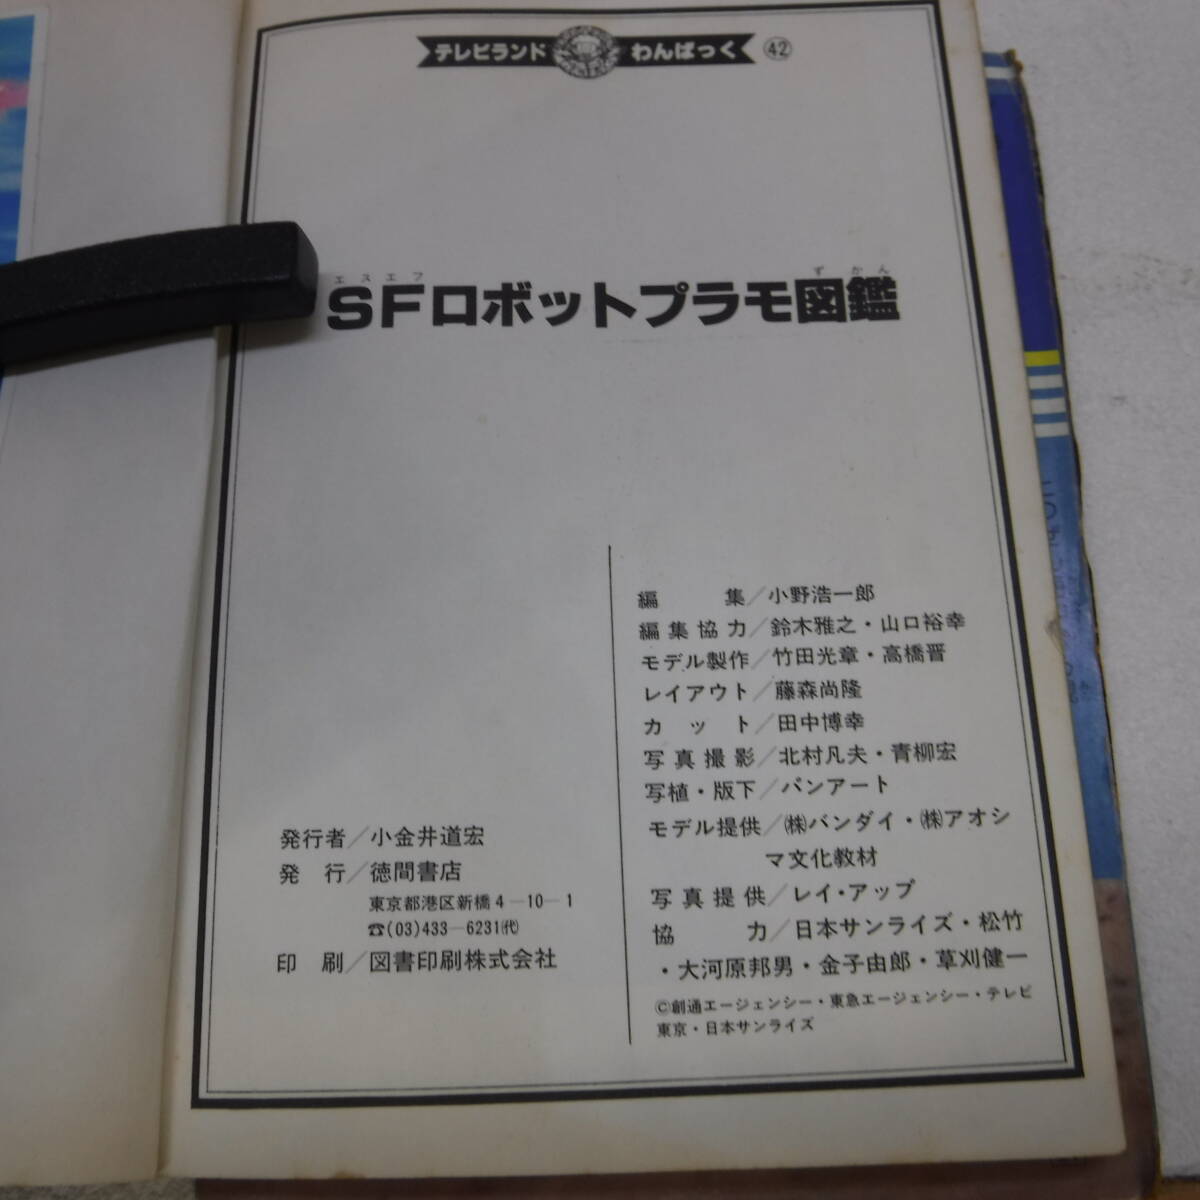 テレビランド わんぱっく ㊷
エスエフ ずかん
SFロボットプラモ図鑑
編集／小野浩一郎
編集協力／鈴木雅之・山口裕幸
モデル製作／竹田光章・高橋晋
レイアウト／藤森尚隆
カット／田中博幸
写真撮影／北村凡夫・青柳宏
写植・版下／バンアート
モデル提供／㈱バンダイ・㈱アオシ
マ文化教材
写真提供／レイ・アップ
協力／日本サンライズ・松竹
・大河原邦男・金子由郎・草刈健一
©創通エージェンシー・東急エージェンシー・テレビ
東京・日本サンライズ
発行者／小金井道宏
発行／徳間書店
東京都港区新橋4―10―1
☎(03)433―6231㈹
印刷／図書印刷株式会社